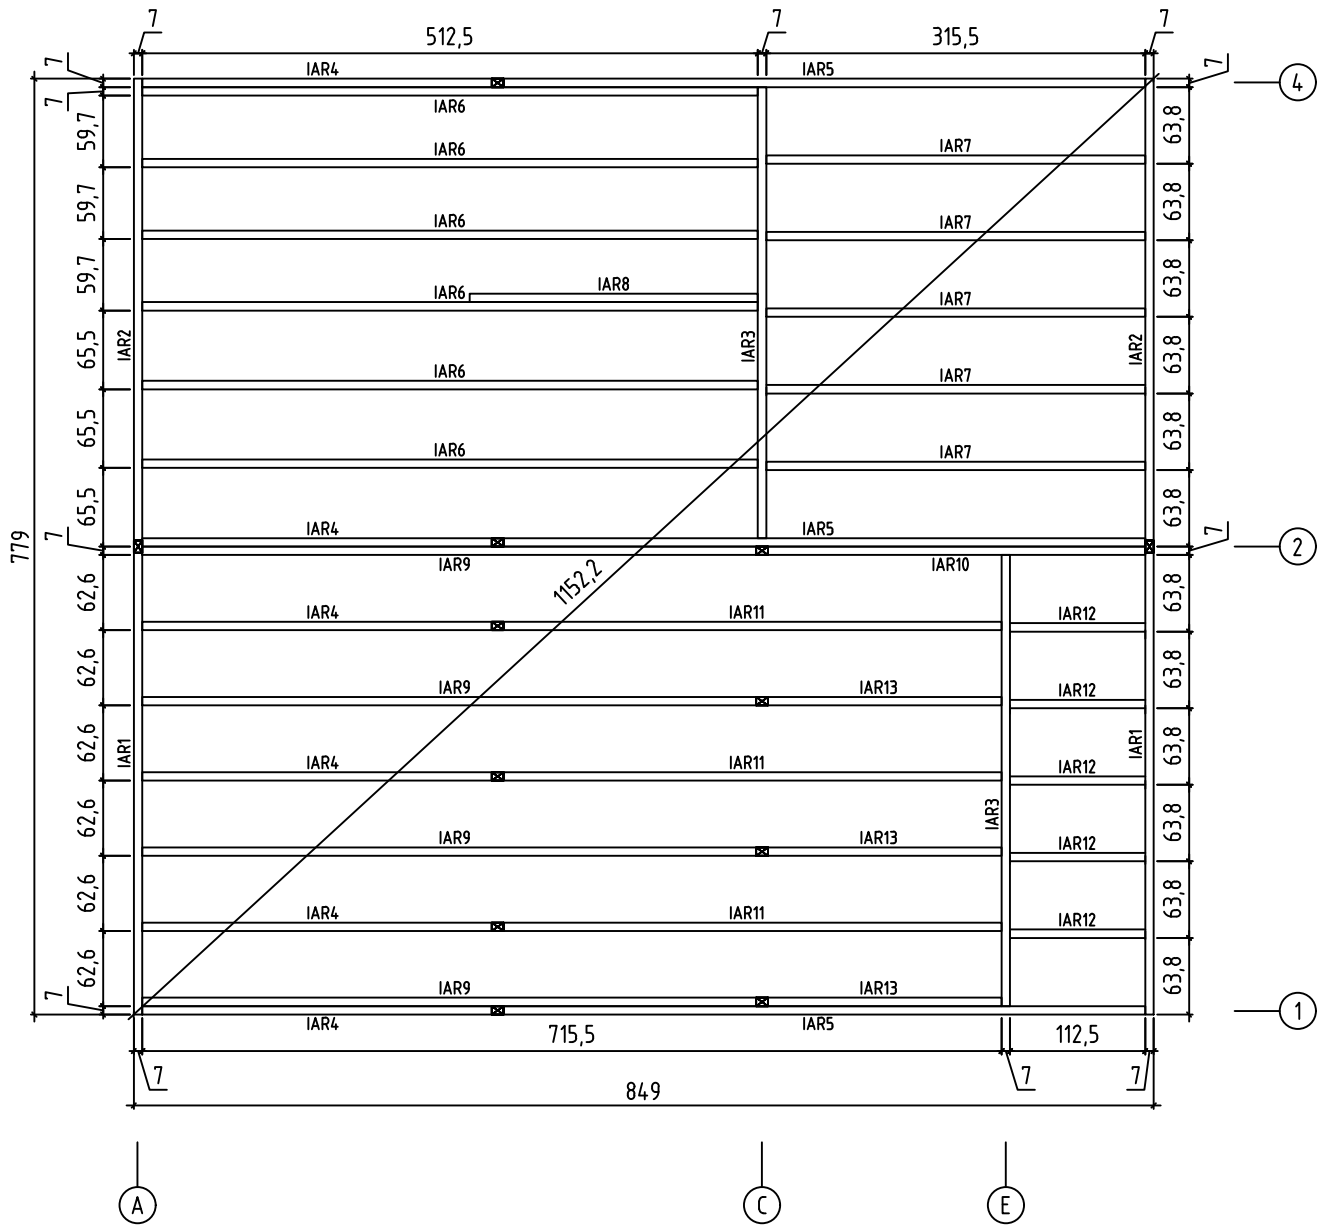 7 7 7
512,5 315,5
7 IAR4 IAR5 7 4
7 IAR6
59,7 63,8
IAR6 IAR7
59,7 63,8
IAR6 IAR7
59,7 63,8
IAR8
IAR6 IAR7
65,5 IAR2 IAR3 IAR2 63,8
IAR6 IAR7
65,5 63,8
IAR6 IAR7
65,5 63,8
7 IAR4 IAR5 7
779 2
IAR9 IAR10
62,6 1152,2 63,8
IAR4 IAR11 IAR12
62,6 63,8
IAR9 IAR13 IAR12
62,6 IAR1 IAR1 63,8
IAR4 IAR11 IAR12
62,6 IAR3 63,8
IAR9 IAR13 IAR12
62,6 63,8
IAR4 IAR11 IAR12
62,6 63,8
7 IAR9 IAR13
1
IAR4 IAR5
715,5 112,5
7 7 7
849
A C E